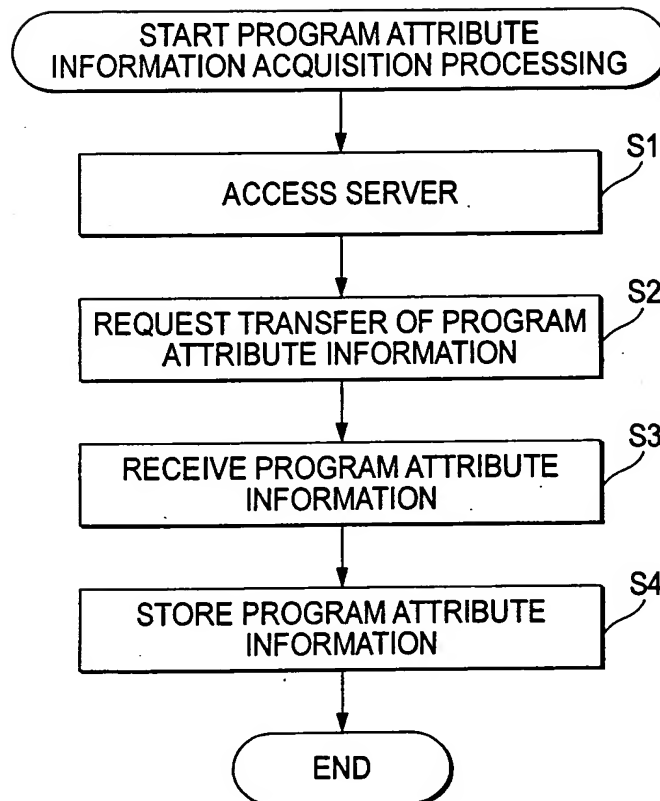 START PROGRAM ATTRIBUTE
INFORMATION ACQUISITION PROCESSING
S1
ACCESS SERVER
S2
REQUEST TRANSFER OF PROGRAM
ATTRIBUTE INFORMATION
S3
RECEIVE PROGRAM ATTRIBUTE
INFORMATION
S4
STORE PROGRAM ATTRIBUTE
INFORMATION
END